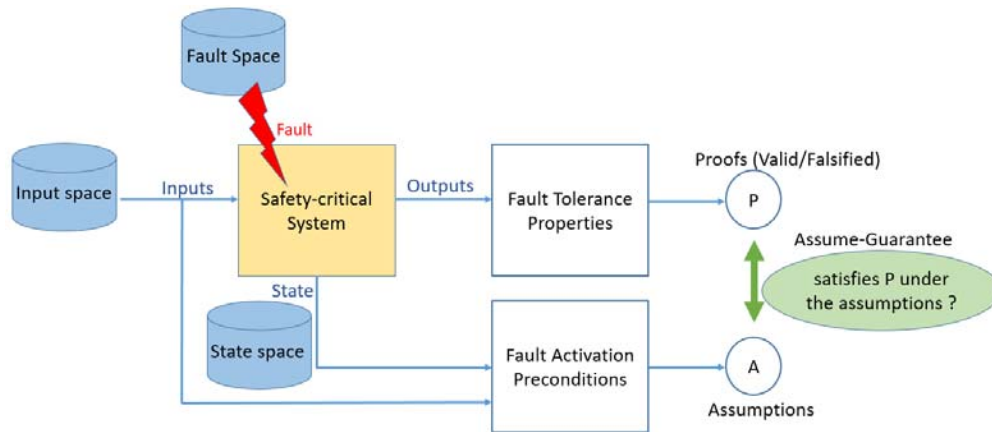 Fault Space
Fault
Input space
Inputs
Safety-critical
System
Outputs
Fault Tolerance
Properties
Proofs (Valid/Falsified)
P
Assume-Guarantee
satisfies P under
the assumptions ?
State
State space
Fault Activation
Preconditions
A
Assumptions